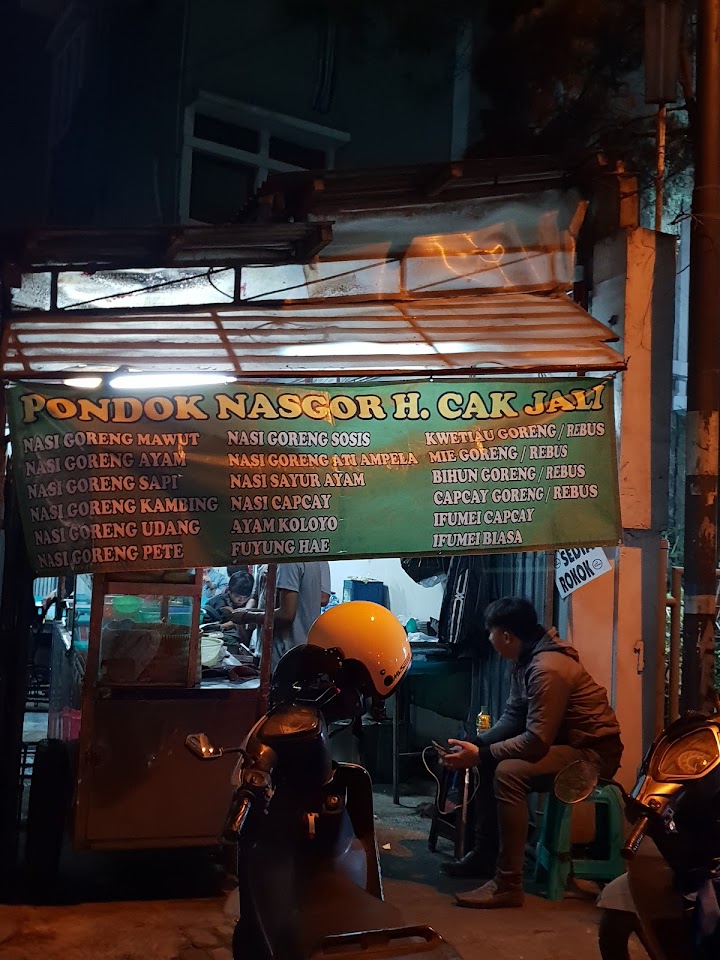 PONDOK NASGOR H. CAK JALI
NASI GORENG MAWUT
NASI GORENG AYAM
NASI GORENG SAPI
NASI GORENG KAMBING
NASI GORENG UDANG
NASI GORENG PETE
NASI GORENG SOSIS
NASI GORENG ATI AMPELA
NASI SAYUR AYAM
NASI CAPCAY
AYAM KOLOYO
FUYUNG HAE
KWETIAU GORENG / REBUS
MIE GORENG / REBUS
BIHUN GORENG / REBUS
CAPCAY GORENG / REBUS
IFUMEI CAPCAY
IFUMEI BIASA
ROKOK